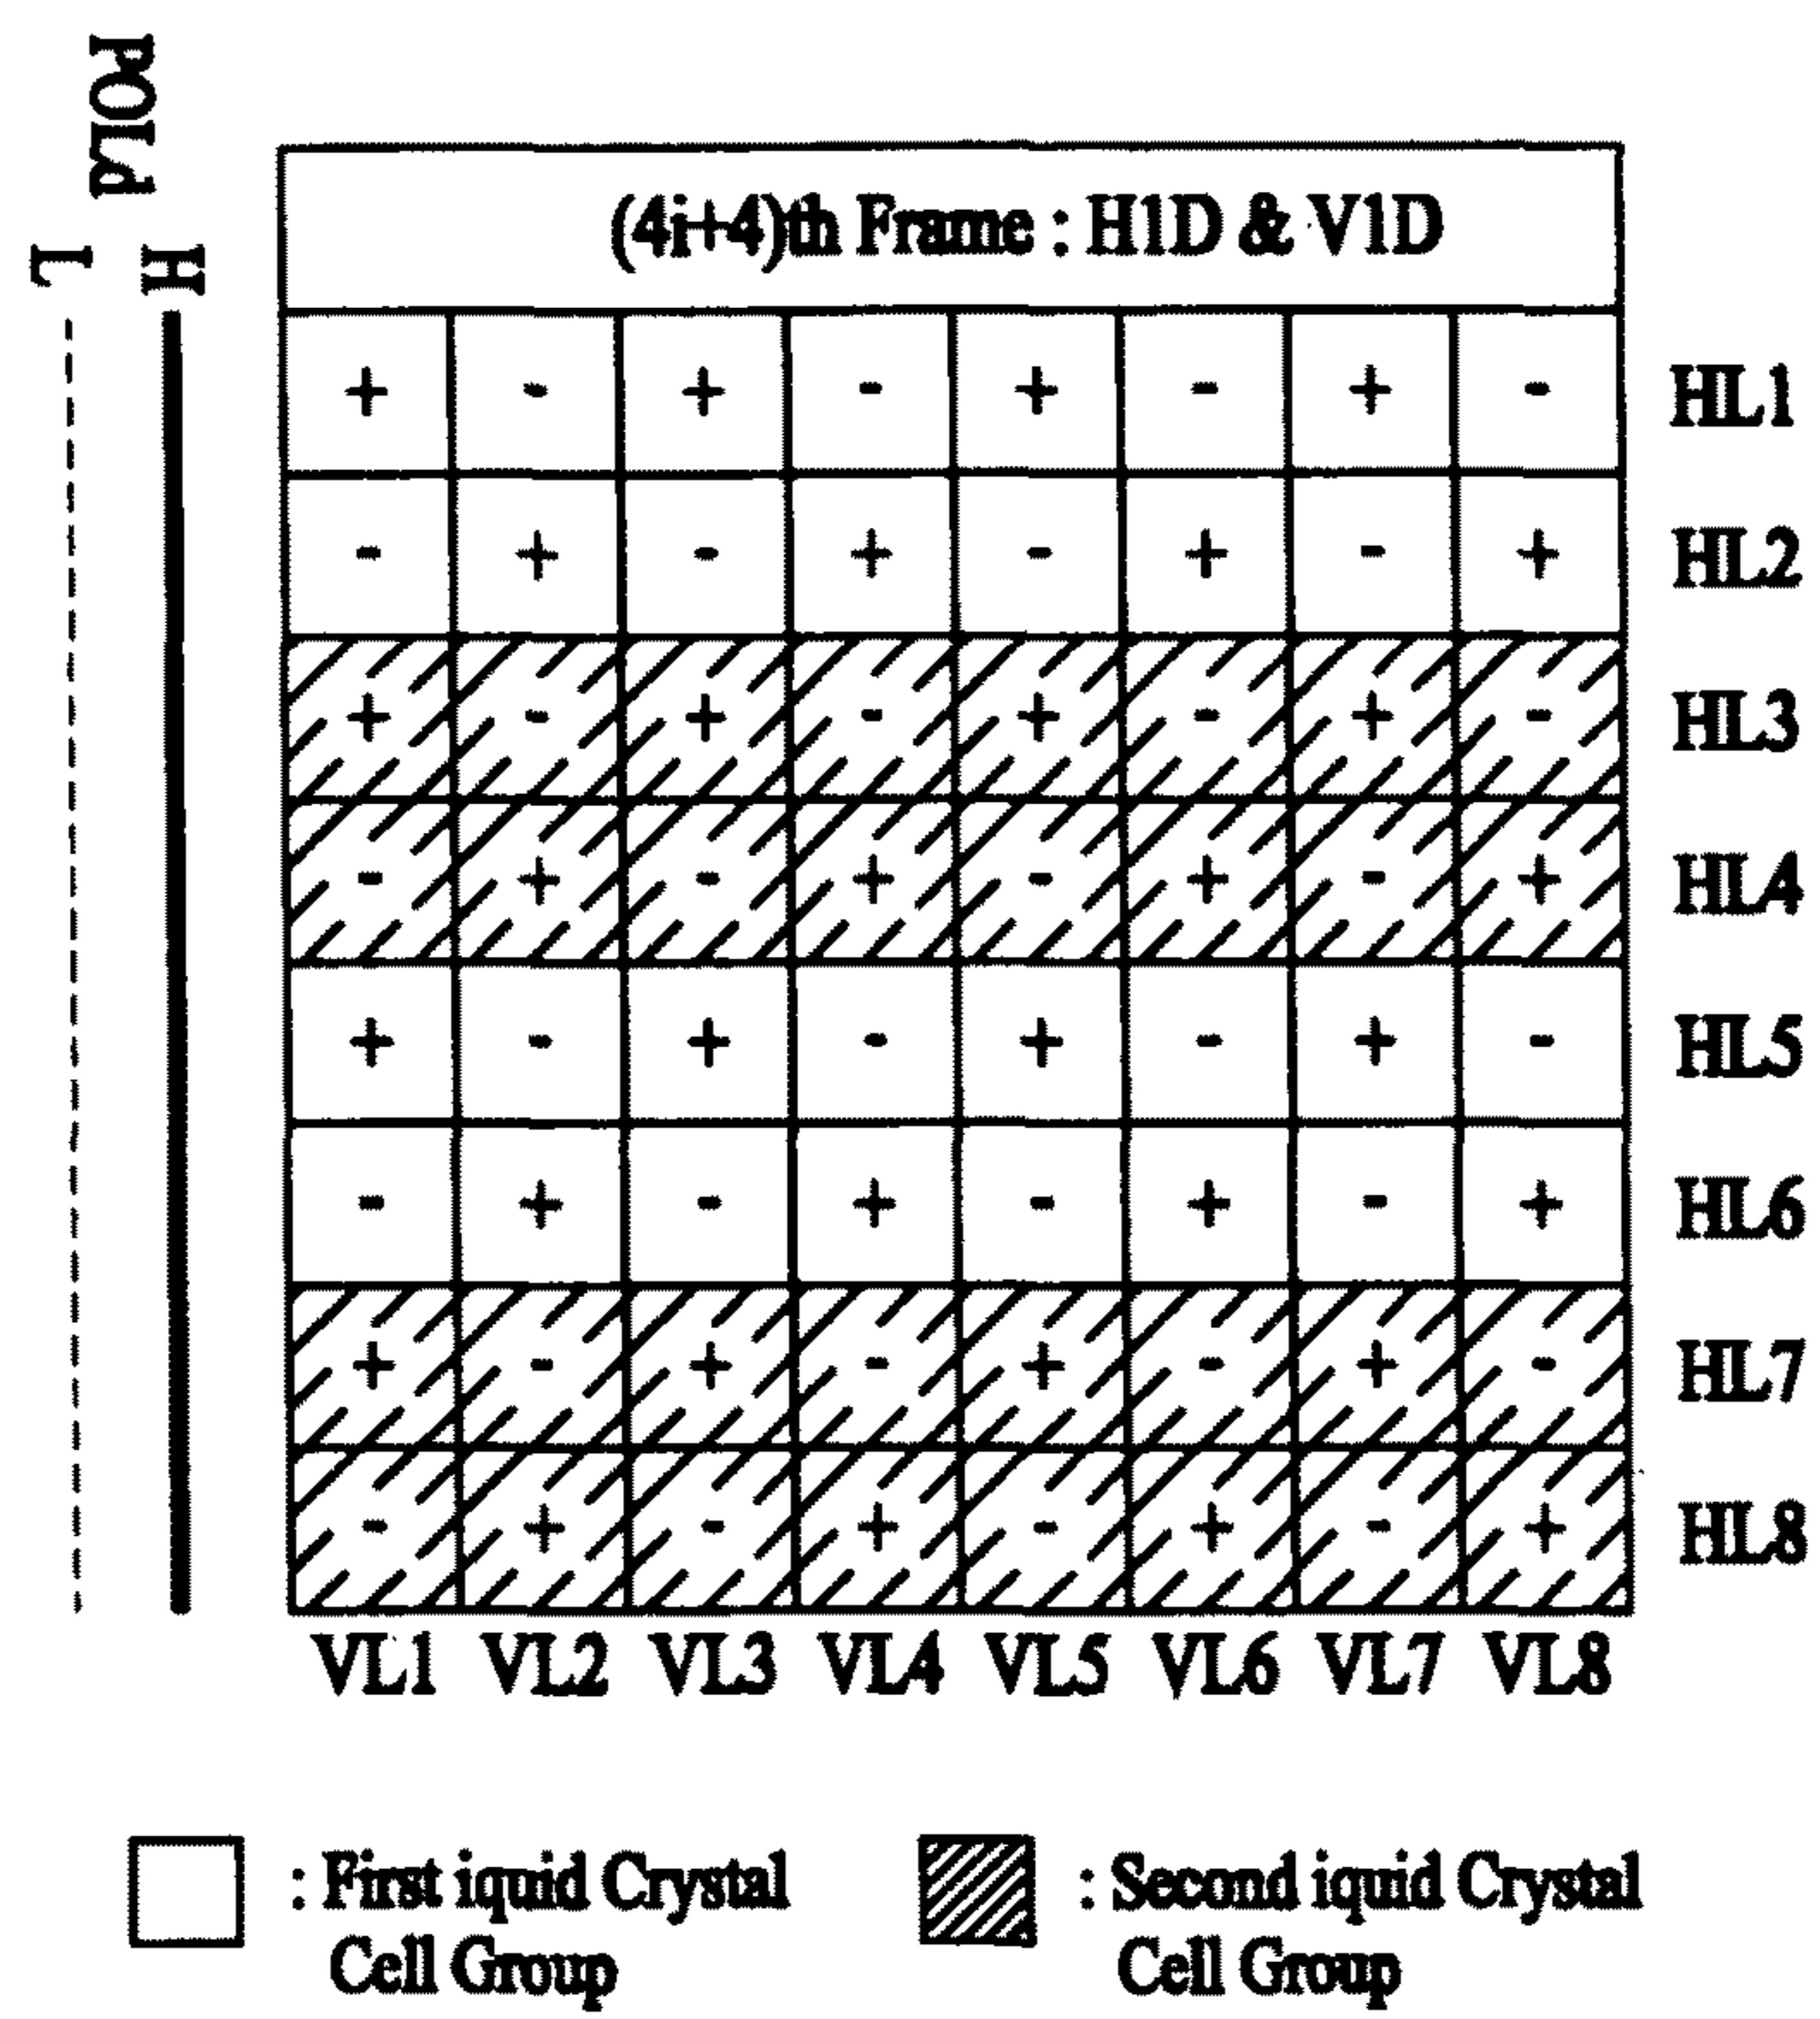 POLd
L
H
(4i+4)th Frame : H1D & V1D
+ - + - + - + - HL1
- + - + - + - + HL2
+ - + - + - + - HL3
- + - + - + - + HL4
+ - + - + - + - HL5
- + - + - + - + HL6
+ - + - + - + - HL7
- + - + - + - + HL8
VL1 VL2 VL3 VL4 VL5 VL6 VL7 VL8
: First iquid Crystal
Cell Group
: Second iquid Crystal
Cell Group